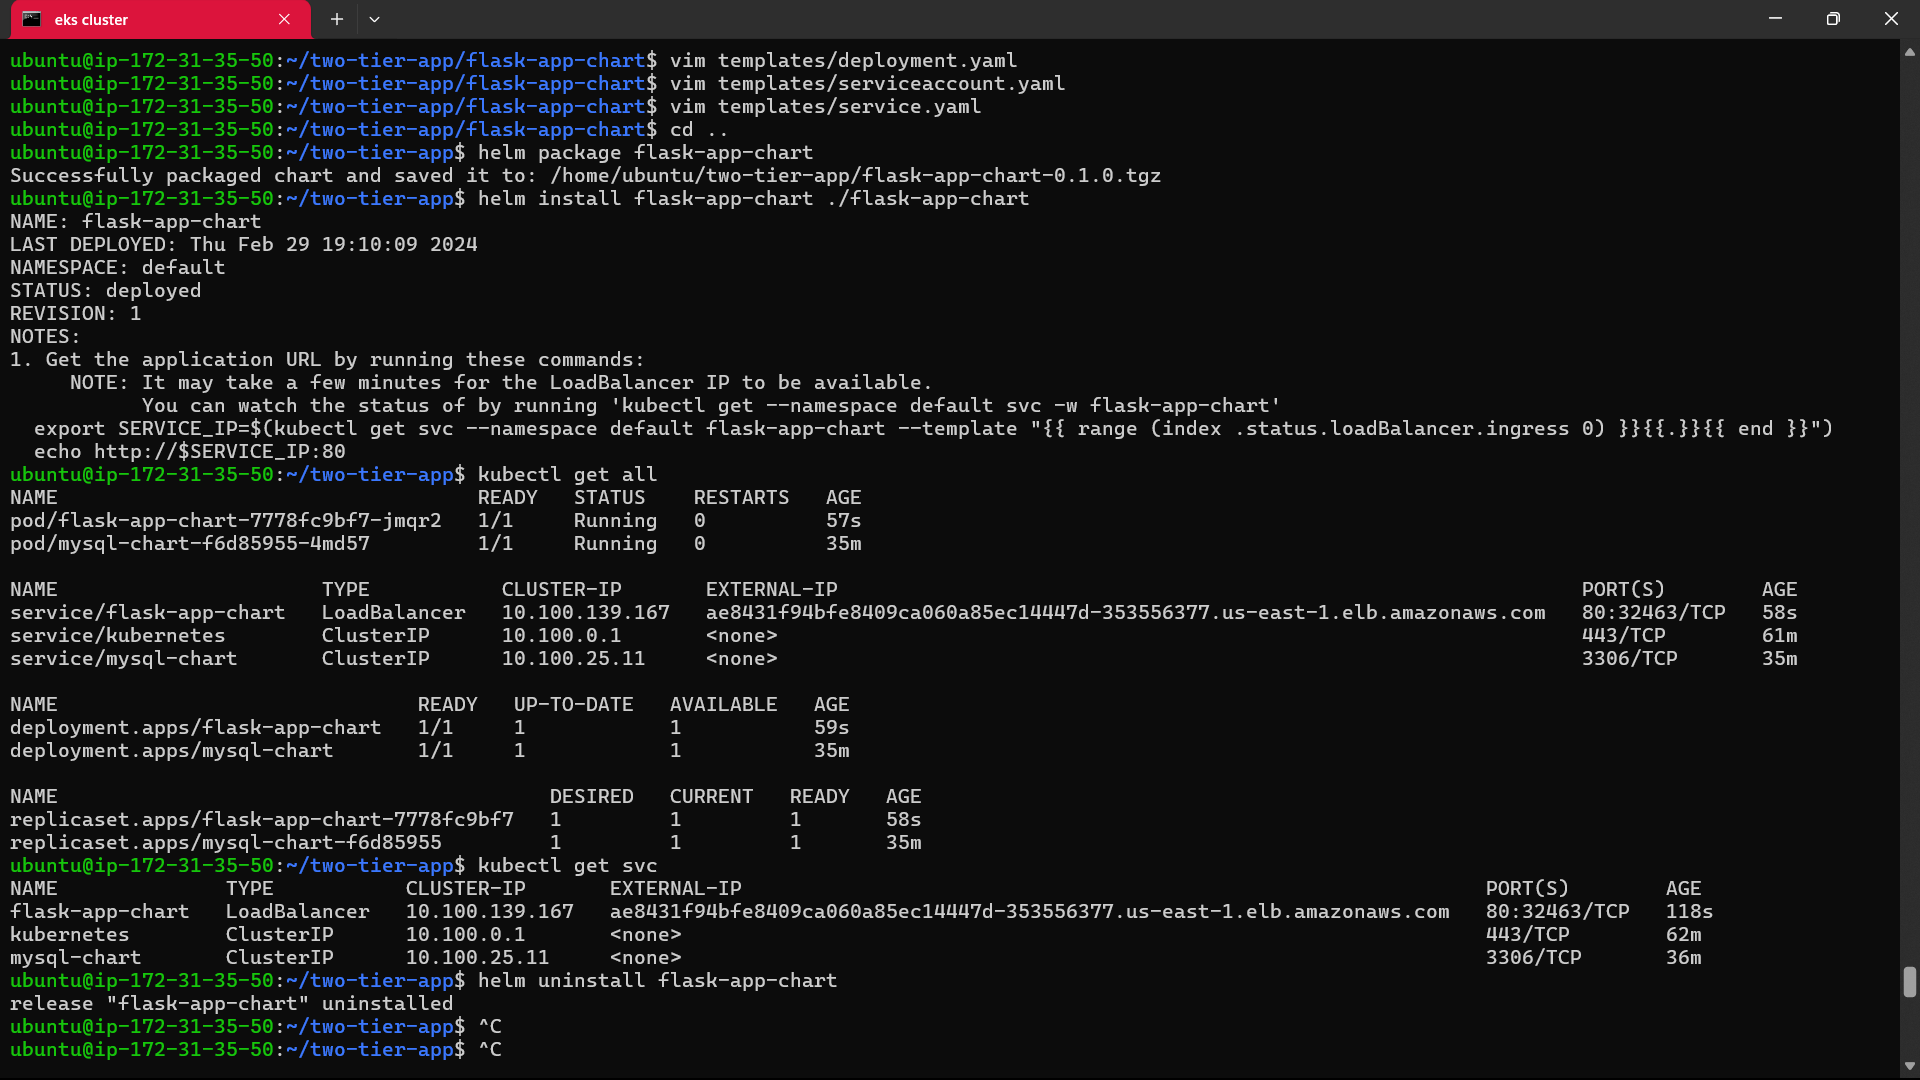 eks cluster
ubuntu@ip-172-31-35-50:~/two-tier-app/flask-app-chart$ vim templates/deployment.yaml
ubuntu@ip-172-31-35-50:~/two-tier-app/flask-app-chart$ vim templates/serviceaccount.yaml
ubuntu@ip-172-31-35-50:~/two-tier-app/flask-app-chart$ vim templates/service.yaml
ubuntu@ip-172-31-35-50:~/two-tier-app/flask-app-chart$ cd ..
ubuntu@ip-172-31-35-50:~/two-tier-app$ helm package flask-app-chart
Successfully packaged chart and saved it to: /home/ubuntu/two-tier-app/flask-app-chart-0.1.0.tgz
ubuntu@ip-172-31-35-50:~/two-tier-app$ helm install flask-app-chart ./flask-app-chart
NAME: flask-app-chart
LAST DEPLOYED: Thu Feb 29 19:10:09 2024
NAMESPACE: default
STATUS: deployed
REVISION: 1
NOTES:
1. Get the application URL by running these commands:
     NOTE: It may take a few minutes for the LoadBalancer IP to be available.
           You can watch the status of by running 'kubectl get --namespace default svc -w flask-app-chart'
  export SERVICE_IP=$(kubectl get svc --namespace default flask-app-chart --template "{{ range (index .status.loadBalancer.ingress 0) }}{{.}}{{ end }}")
  echo http://$SERVICE_IP:80
ubuntu@ip-172-31-35-50:~/two-tier-app$ kubectl get all
NAME                                   READY   STATUS    RESTARTS   AGE
pod/flask-app-chart-7778fc9bf7-jmqr2   1/1     Running   0          57s
pod/mysql-chart-f6d85955-4md57         1/1     Running   0          35m
NAME                      TYPE           CLUSTER-IP       EXTERNAL-IP                                                              PORT(S)        AGE
service/flask-app-chart   LoadBalancer   10.100.139.167   ae8431f94bfe8409ca060a85ec14447d-353556377.us-east-1.elb.amazonaws.com   80:32463/TCP   58s
service/kubernetes        ClusterIP      10.100.0.1       <none>                                                                   443/TCP        61m
service/mysql-chart       ClusterIP      10.100.25.11     <none>                                                                   3306/TCP       35m
NAME                              READY   UP-TO-DATE   AVAILABLE   AGE
deployment.apps/flask-app-chart   1/1     1            1           59s
deployment.apps/mysql-chart       1/1     1            1           35m
NAME                                         DESIRED   CURRENT   READY   AGE
replicaset.apps/flask-app-chart-7778fc9bf7   1         1         1       58s
replicaset.apps/mysql-chart-f6d85955         1         1         1       35m
ubuntu@ip-172-31-35-50:~/two-tier-app$ kubectl get svc
NAME              TYPE           CLUSTER-IP       EXTERNAL-IP                                                              PORT(S)        AGE
flask-app-chart   LoadBalancer   10.100.139.167   ae8431f94bfe8409ca060a85ec14447d-353556377.us-east-1.elb.amazonaws.com   80:32463/TCP   118s
kubernetes        ClusterIP      10.100.0.1       <none>                                                                   443/TCP        62m
mysql-chart       ClusterIP      10.100.25.11     <none>                                                                   3306/TCP       36m
ubuntu@ip-172-31-35-50:~/two-tier-app$ helm uninstall flask-app-chart
release "flask-app-chart" uninstalled
ubuntu@ip-172-31-35-50:~/two-tier-app$ ^C
ubuntu@ip-172-31-35-50:~/two-tier-app$ ^C